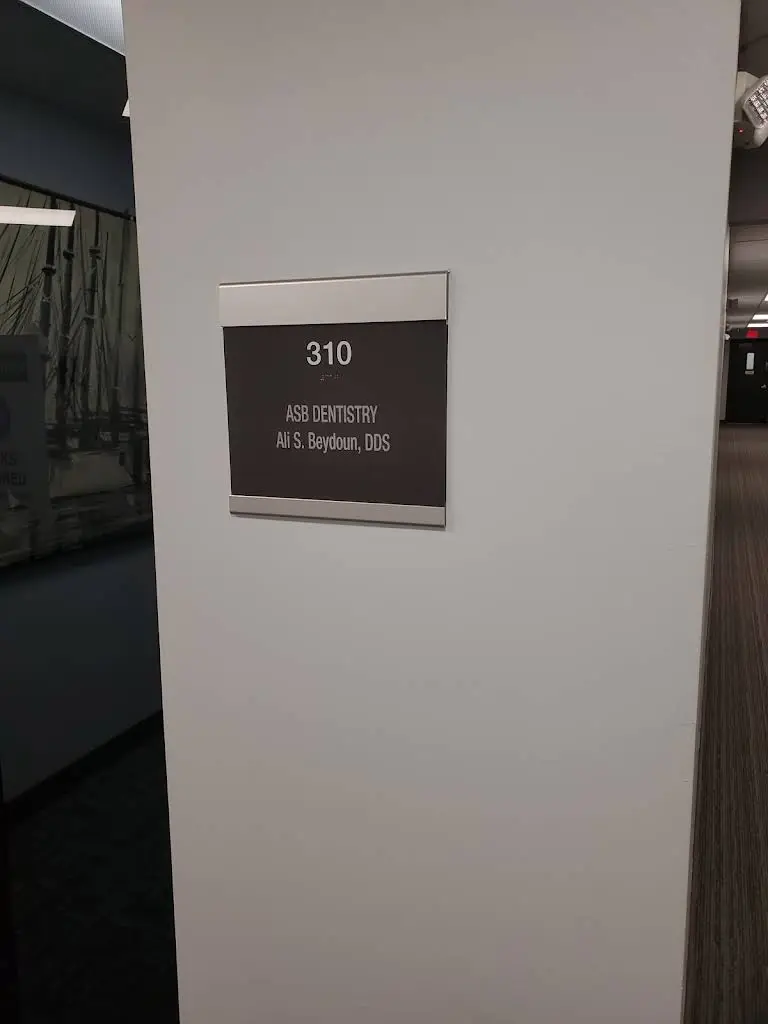 310
ASB DENTISTRY
Ali S. Beydoun, DDS